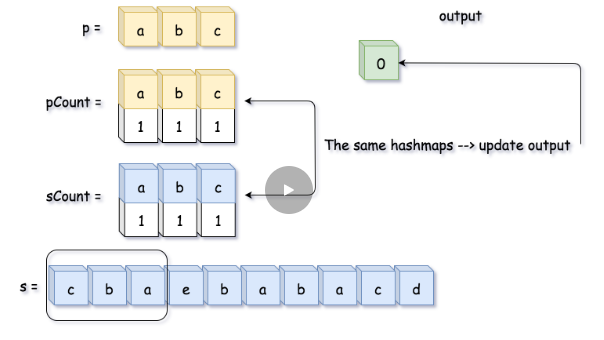 output
p = a b c
0
a b c
pCount =
1 1 1
The same hashmaps --> update output
a b c
sCount =
1 1 1
s = c b a e b a b a c d